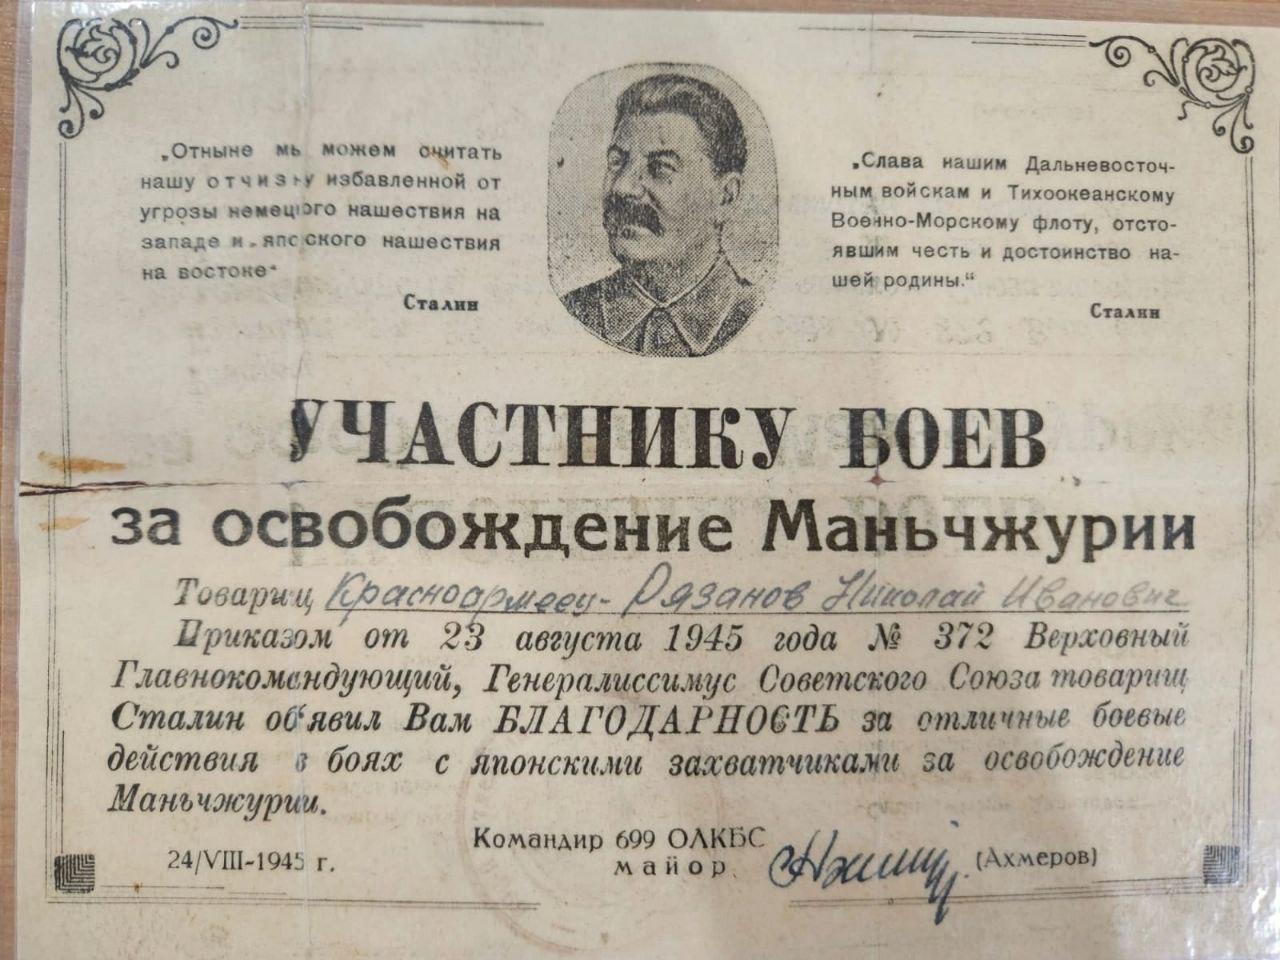 „Отныне мы можем считать
нашу отчизну избавленной от
угрозы немецкого нашествия на
западе и японского нашествия
на востоке“
Сталин
„Слава нашим Дальневосточ-
ным войскам и Тихоокеанскому
Военно-Морскому флоту, отсто-
явшим честь и достоинство на-
шей родины.“
Сталин
УЧАСТНИКУ БОЕВ
за освобождение Маньчжурии
Товарищ Красноармеец- Рязанов Николай Иванович
Приказом от 23 августа 1945 года № 372 Верховный
Главнокомандующий, Генералиссимус Советского Союза товарищ
Сталин об‘явил Вам БЛАГОДАРНОСТЬ за отличные боевые
действия в боях с японскими захватчиками за освобождение
Маньчжурии.
24/VIII-1945 г.
Командир 699 ОЛКБС
майор
(Ахмеров)